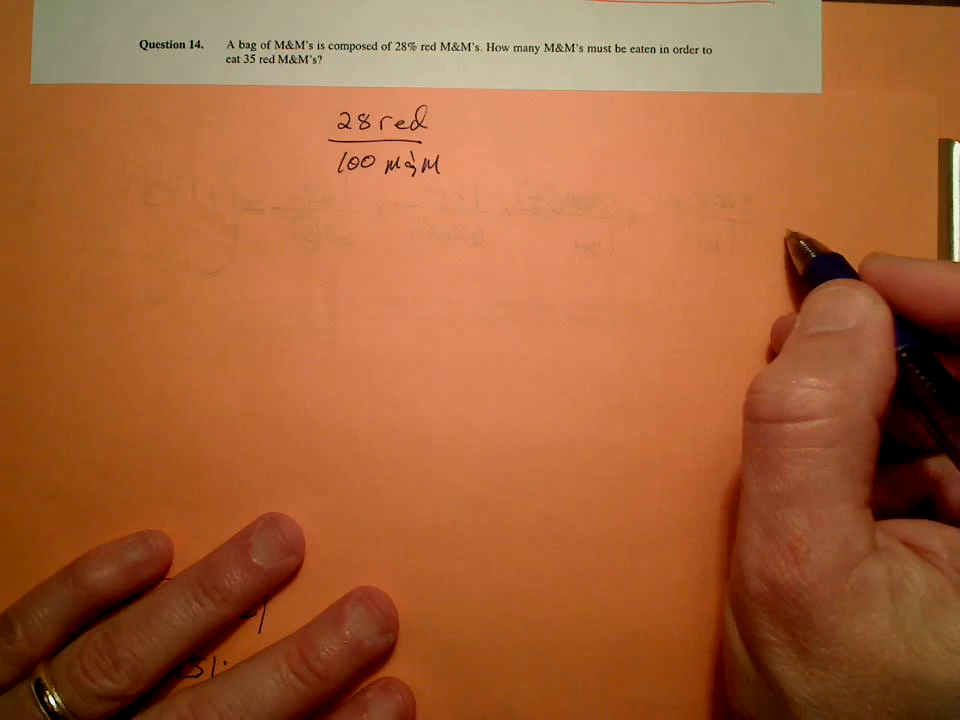 Question 14. A bag of M&M's is composed of 28% red M&M's. How many M&M's must be eaten in order to
eat 35 red M&M's?
28 red
100 M&M